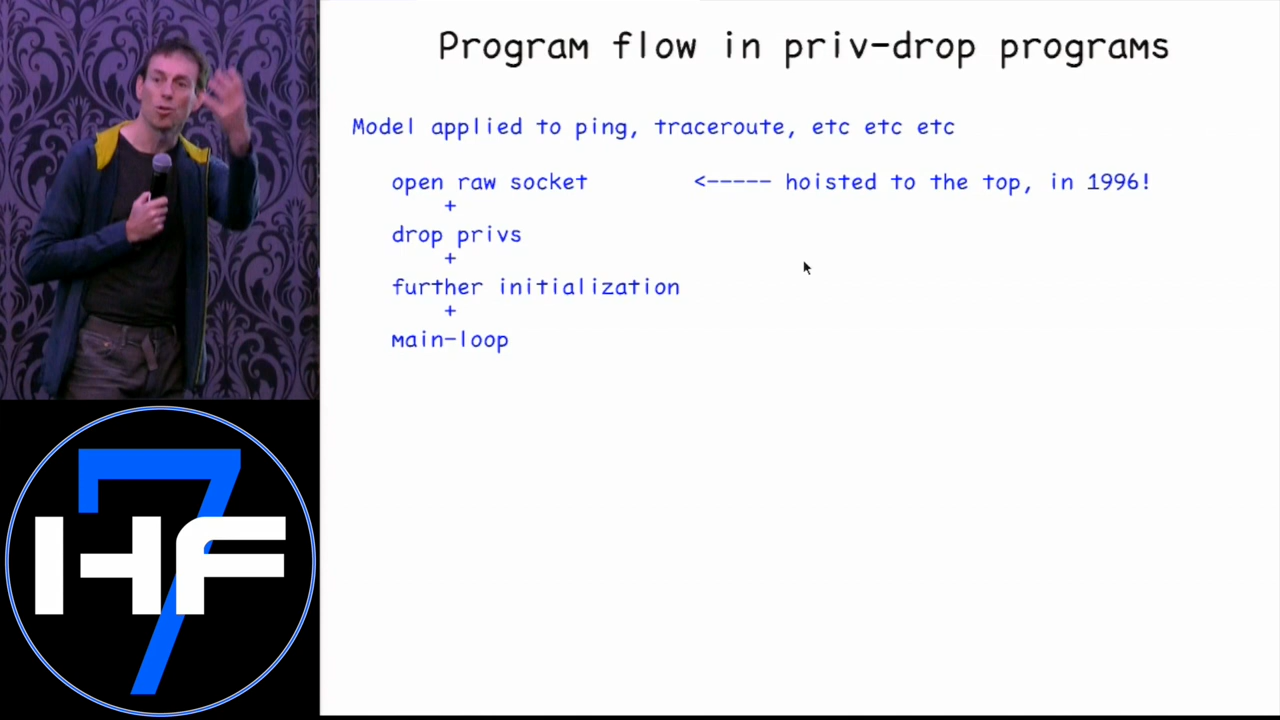 Program flow in priv-drop programs
Model applied to ping, traceroute, etc etc etc
open raw socket <----- hoisted to the top, in 1996!
+
drop privs
+
further initialization
+
main-loop
7
HF